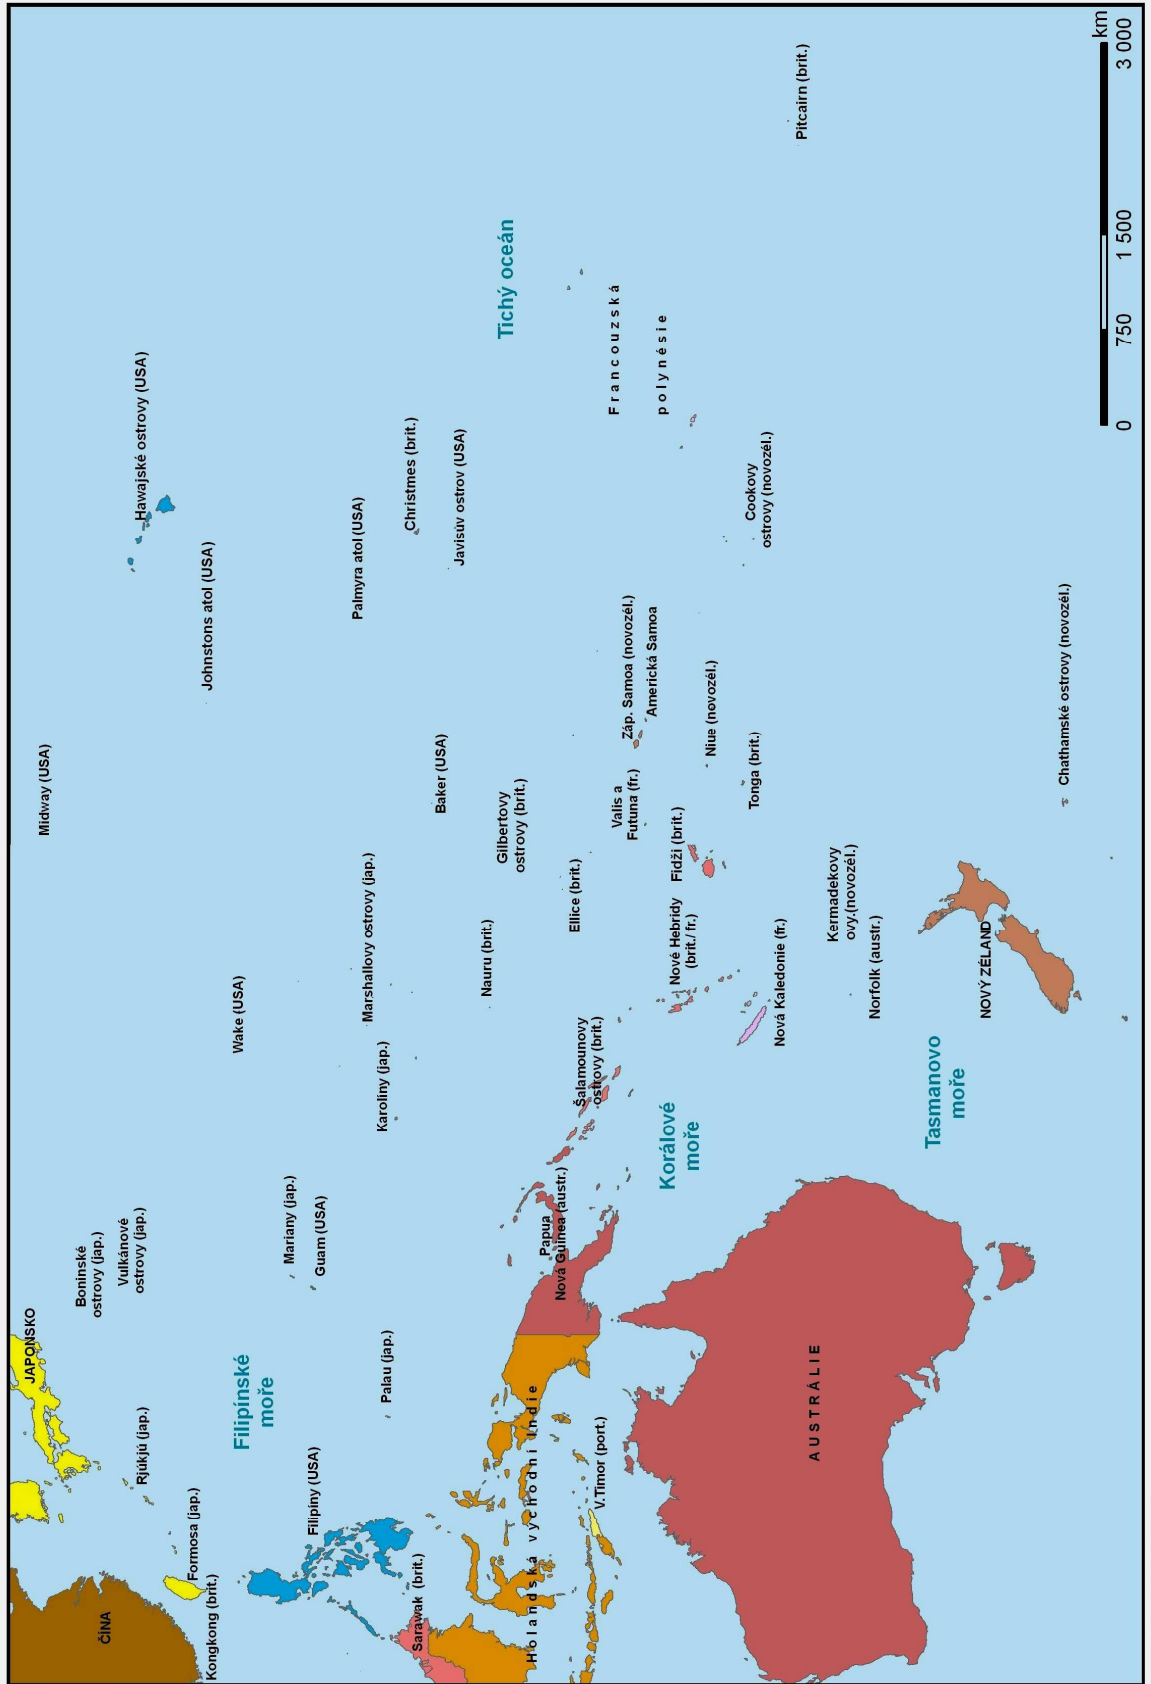 Midway (USA)
Hawajské ostrovy (USA)
Johnstons atol (USA)
JAPONSKO
Boninské
ostrovy (jap.)
Vulkánové
ostrovy (jap.)
Rjúkjú (jap.)
ČÍNA
Formosa (jap.)
Kongkong (brit.)
Filipínské
moře
Wake (USA)
Mariany (jap.)
Guam (USA)
Filipiny (USA)
Palau (jap.)
Karoliny (jap.)
Marshallovy ostrovy (jap.)
Palmyra atol (USA)
Christmes (brit.)
Javisův ostrov (USA)
Baker (USA)
Gilbertovy
ostrovy (brit.)
Nauru (brit.)
Sarawak (brit.)
Tichý oceán
Holandská východní Indie
Papua
Nová Guinea (austr.)
Šalamounovy
ostrovy (brit.)
Ellice (brit.)
V.Timor (port.)
Valis a
Futuna (fr.)
Záp. Samoa (novozél.)
Americká Samoa
Francouzská
polynésie
Fidži (brit.)
Nové Hebridy
(brit./ fr.)
Niue (novozél.)
Tonga (brit.)
Cookovy
ostrovy (novozél.)
Pitcairn (brit.)
Korálové
moře
Nová Kaledonie (fr.)
Kermadekovy
ovy.(novozél.)
Norfolk (austr.)
AUSTRÁLIE
Tasmanovo
moře
NOVÝ ZÉLAND
Chathamské ostrovy (novozél.)
km
0 750 1 500 3 000